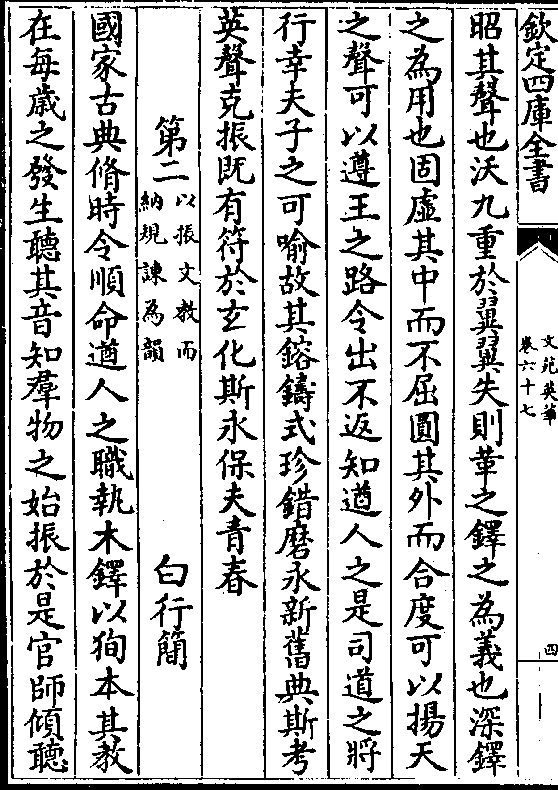 欽定四庫全書
文苑英華
卷六十七
四
昭其聲也沃九重於翼翼失則革之鐸之為義也深鐸
之為用也固虛其中而不屈圓其外而合度可以揚天
之聲可以遵王之路令出不返知遒人之是司道之將
行幸夫子之可喻故其鎔鑄式珍錯磨永新舊典斯考
英聲克振既有符於玄化斯永保夫青春
第二
以振文教而
納規諫為韻
白行簡
國家古典脩時令順命遒人之職執木鐸以狥本其教
在每歲之發生聽其音知羣物之始振於是官師傾聽